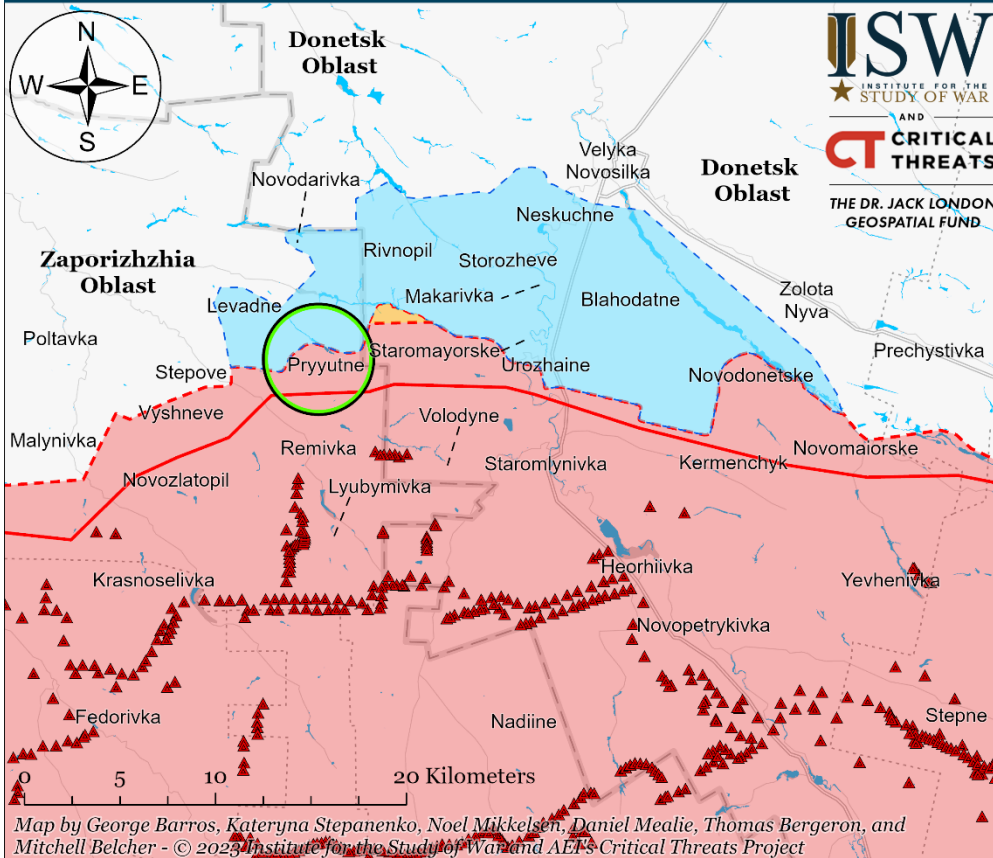 N
W
E
S
Donetsk
Oblast
ISW
INSTITUTE FOR THE
STUDY OF WAR
AND
CT CRITICAL
THREATS
THE DR. JACK LONDON
GEOSPATIAL FUND
Velyka
Novosilka
Donetsk
Oblast
Novodarivka
Neskuchne
Rivnopil
Storozheve
Zaporizhzhia
Oblast
Makarivka
Blahodatne
Zolota
Nyva
Levadne
Poltavka
Prechystivka
Staromayorske
Pryyutne
Urozhaine
Stepove
Novodonetske
Vyshneve
Volodyne
Malynivka
Remivka
Novomaiorske
Staromlynivka
Kermenchyk
Novozlatopil
Lyubymivka
Heorhiivka
Krasnoselivka
Yevhenivka
Novopetrykivka
Fedorivka
Nadiine
Stepne
0 5 10 20 Kilometers
Map by George Barros, Kateryna Stepanenko, Noel Mikkelsen, Daniel Mealie, Thomas Bergeron, and
Mitchell Belcher - © 2023 Institute for the Study of War and AEI's Critical Threats Project